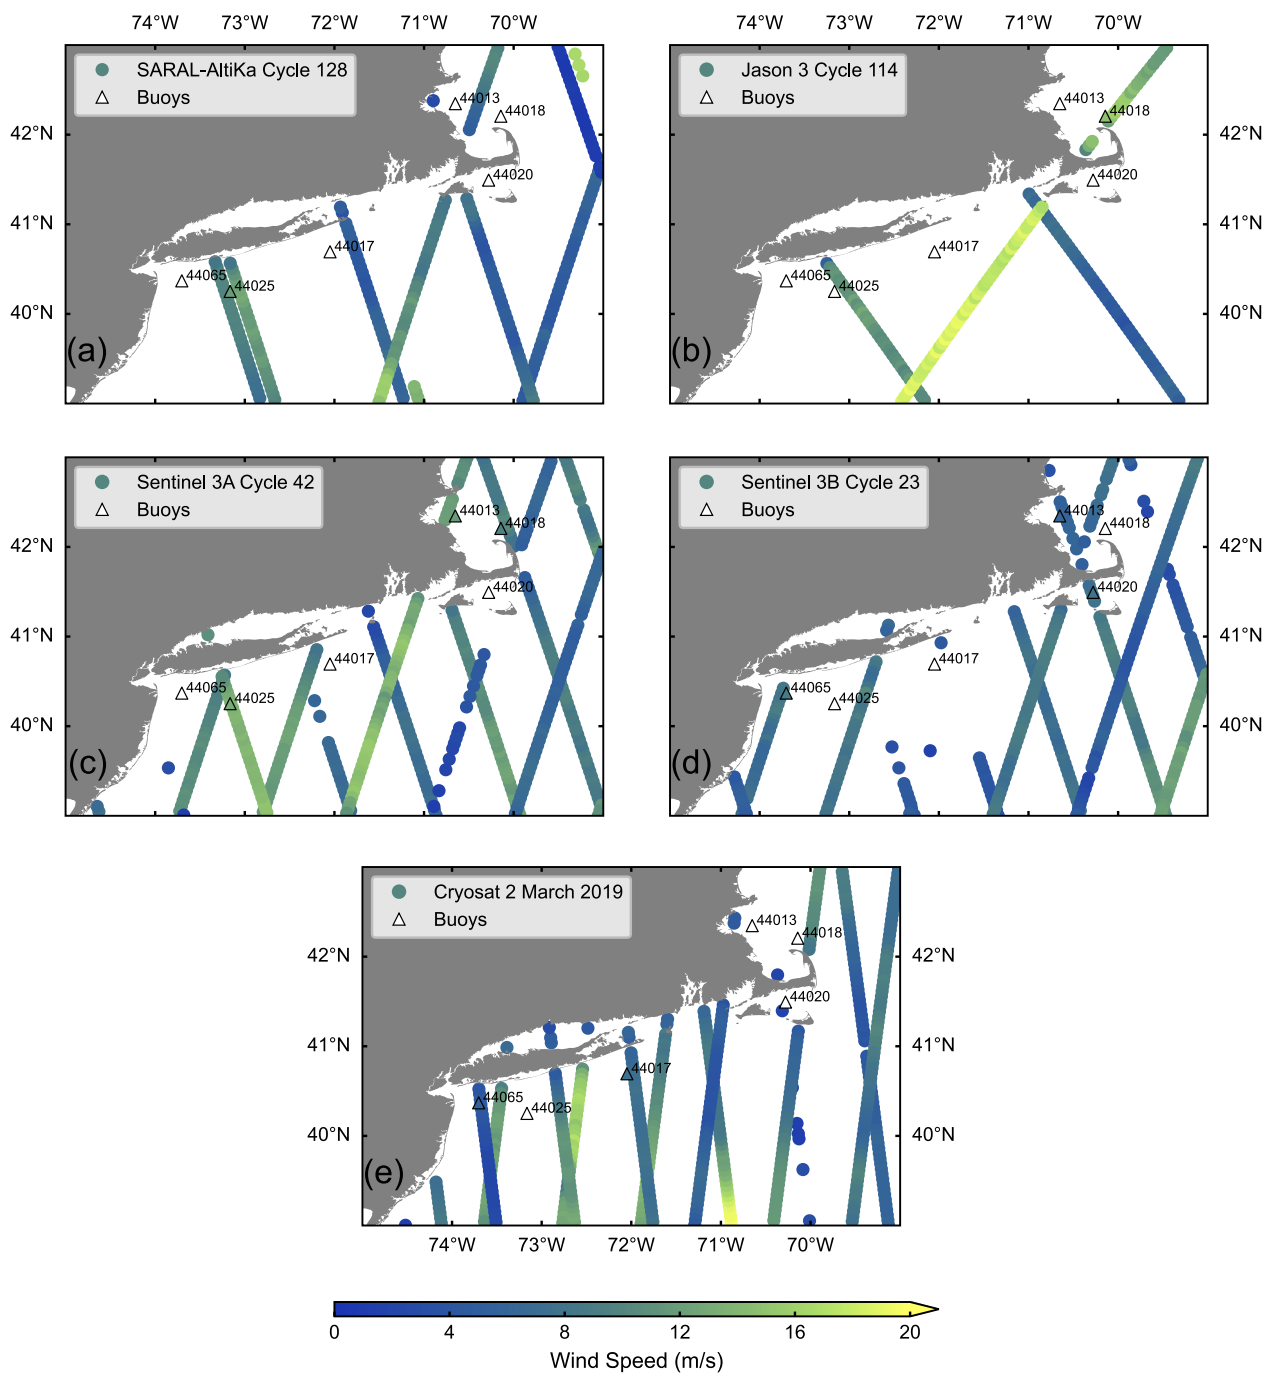 74°W 73°W 72°W 71°W 70°W
74°W 73°W 72°W 71°W 70°W
SARAL-AltiKa Cycle 128
Buoys
44013
44018
44020
44017
44065
44025
42°N
41°N
40°N
(a)
Jason 3 Cycle 114
Buoys
44013
44018
44020
44017
44065
44025
42°N
41°N
40°N
(b)
Sentinel 3A Cycle 42
Buoys
44013
44018
44020
44017
44065
44025
42°N
41°N
40°N
(c)
Sentinel 3B Cycle 23
Buoys
44013
44018
44020
44017
44065
44025
42°N
41°N
40°N
(d)
Cryosat 2 March 2019
Buoys
44013
44018
44020
44017
44065
44025
42°N 42°N
41°N 41°N
40°N 40°N
(e)
74°W 73°W 72°W 71°W 70°W
0 4 8 12 16 20
Wind Speed (m/s)